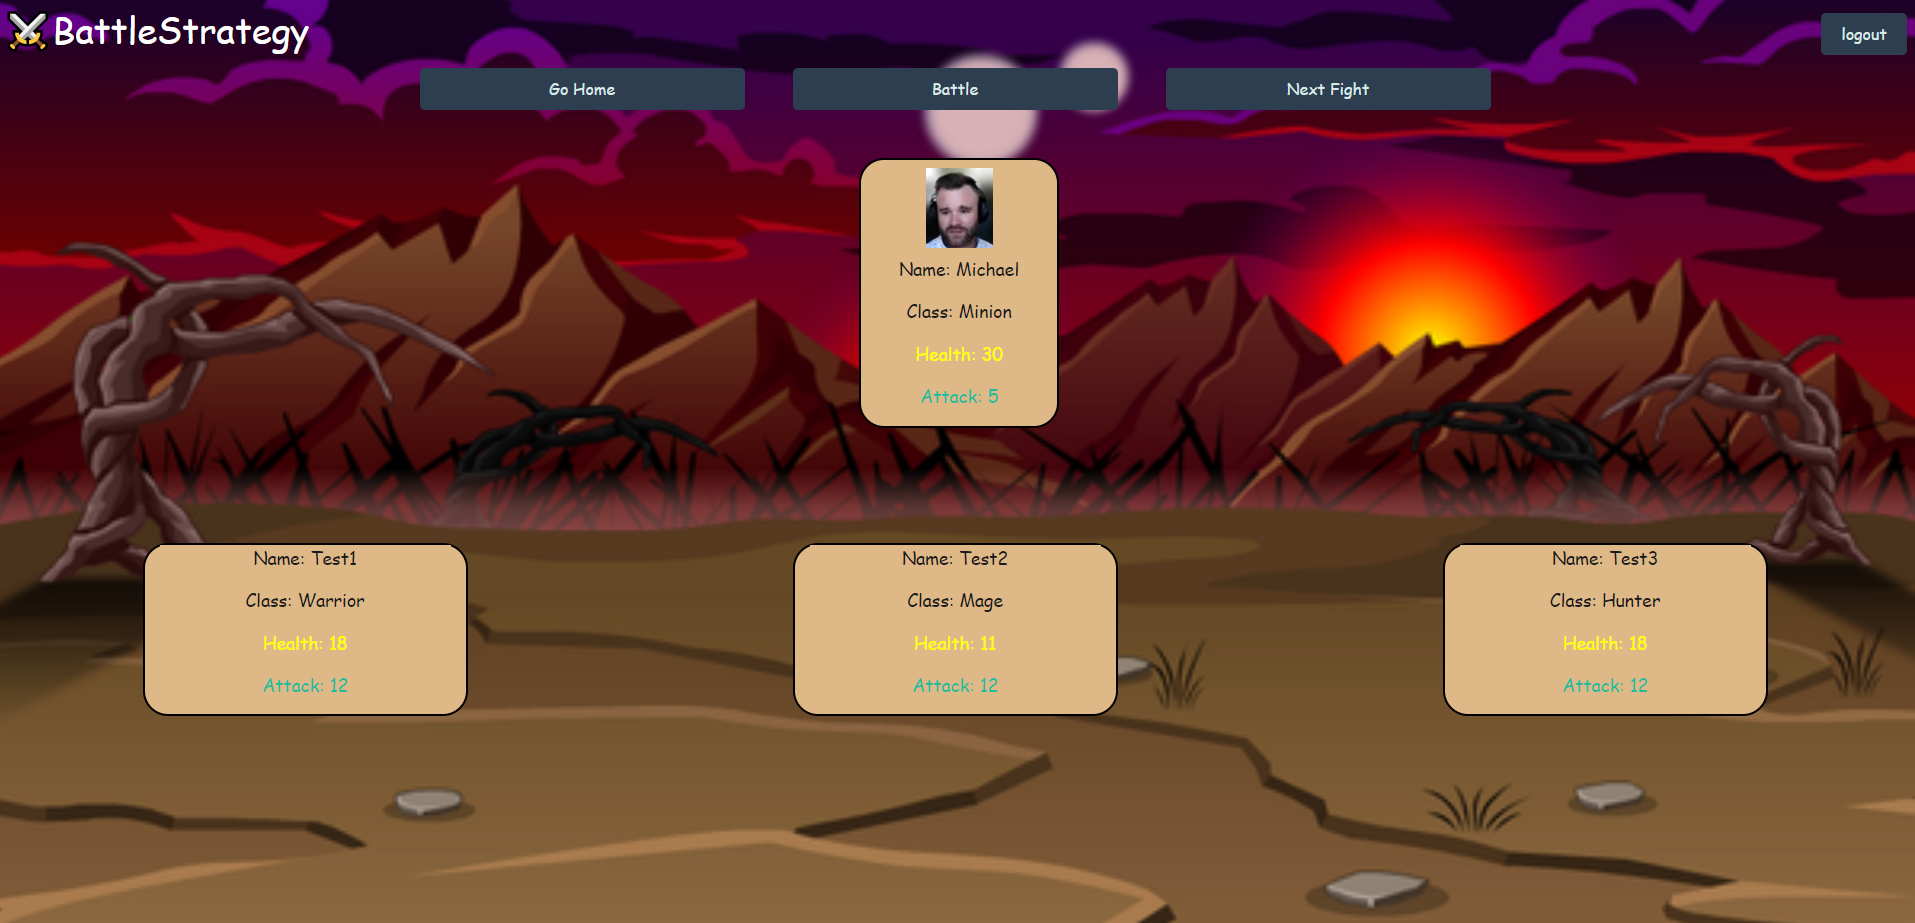 BattleStrategy
logout
Go Home
Battle
Next Fight
Name: Michael
Class: Minion
Health: 30
Attack: 5
Name: Test1
Class: Warrior
Health: 18
Attack: 12
Name: Test2
Class: Mage
Health: 11
Attack: 12
Name: Test3
Class: Hunter
Health: 18
Attack: 12